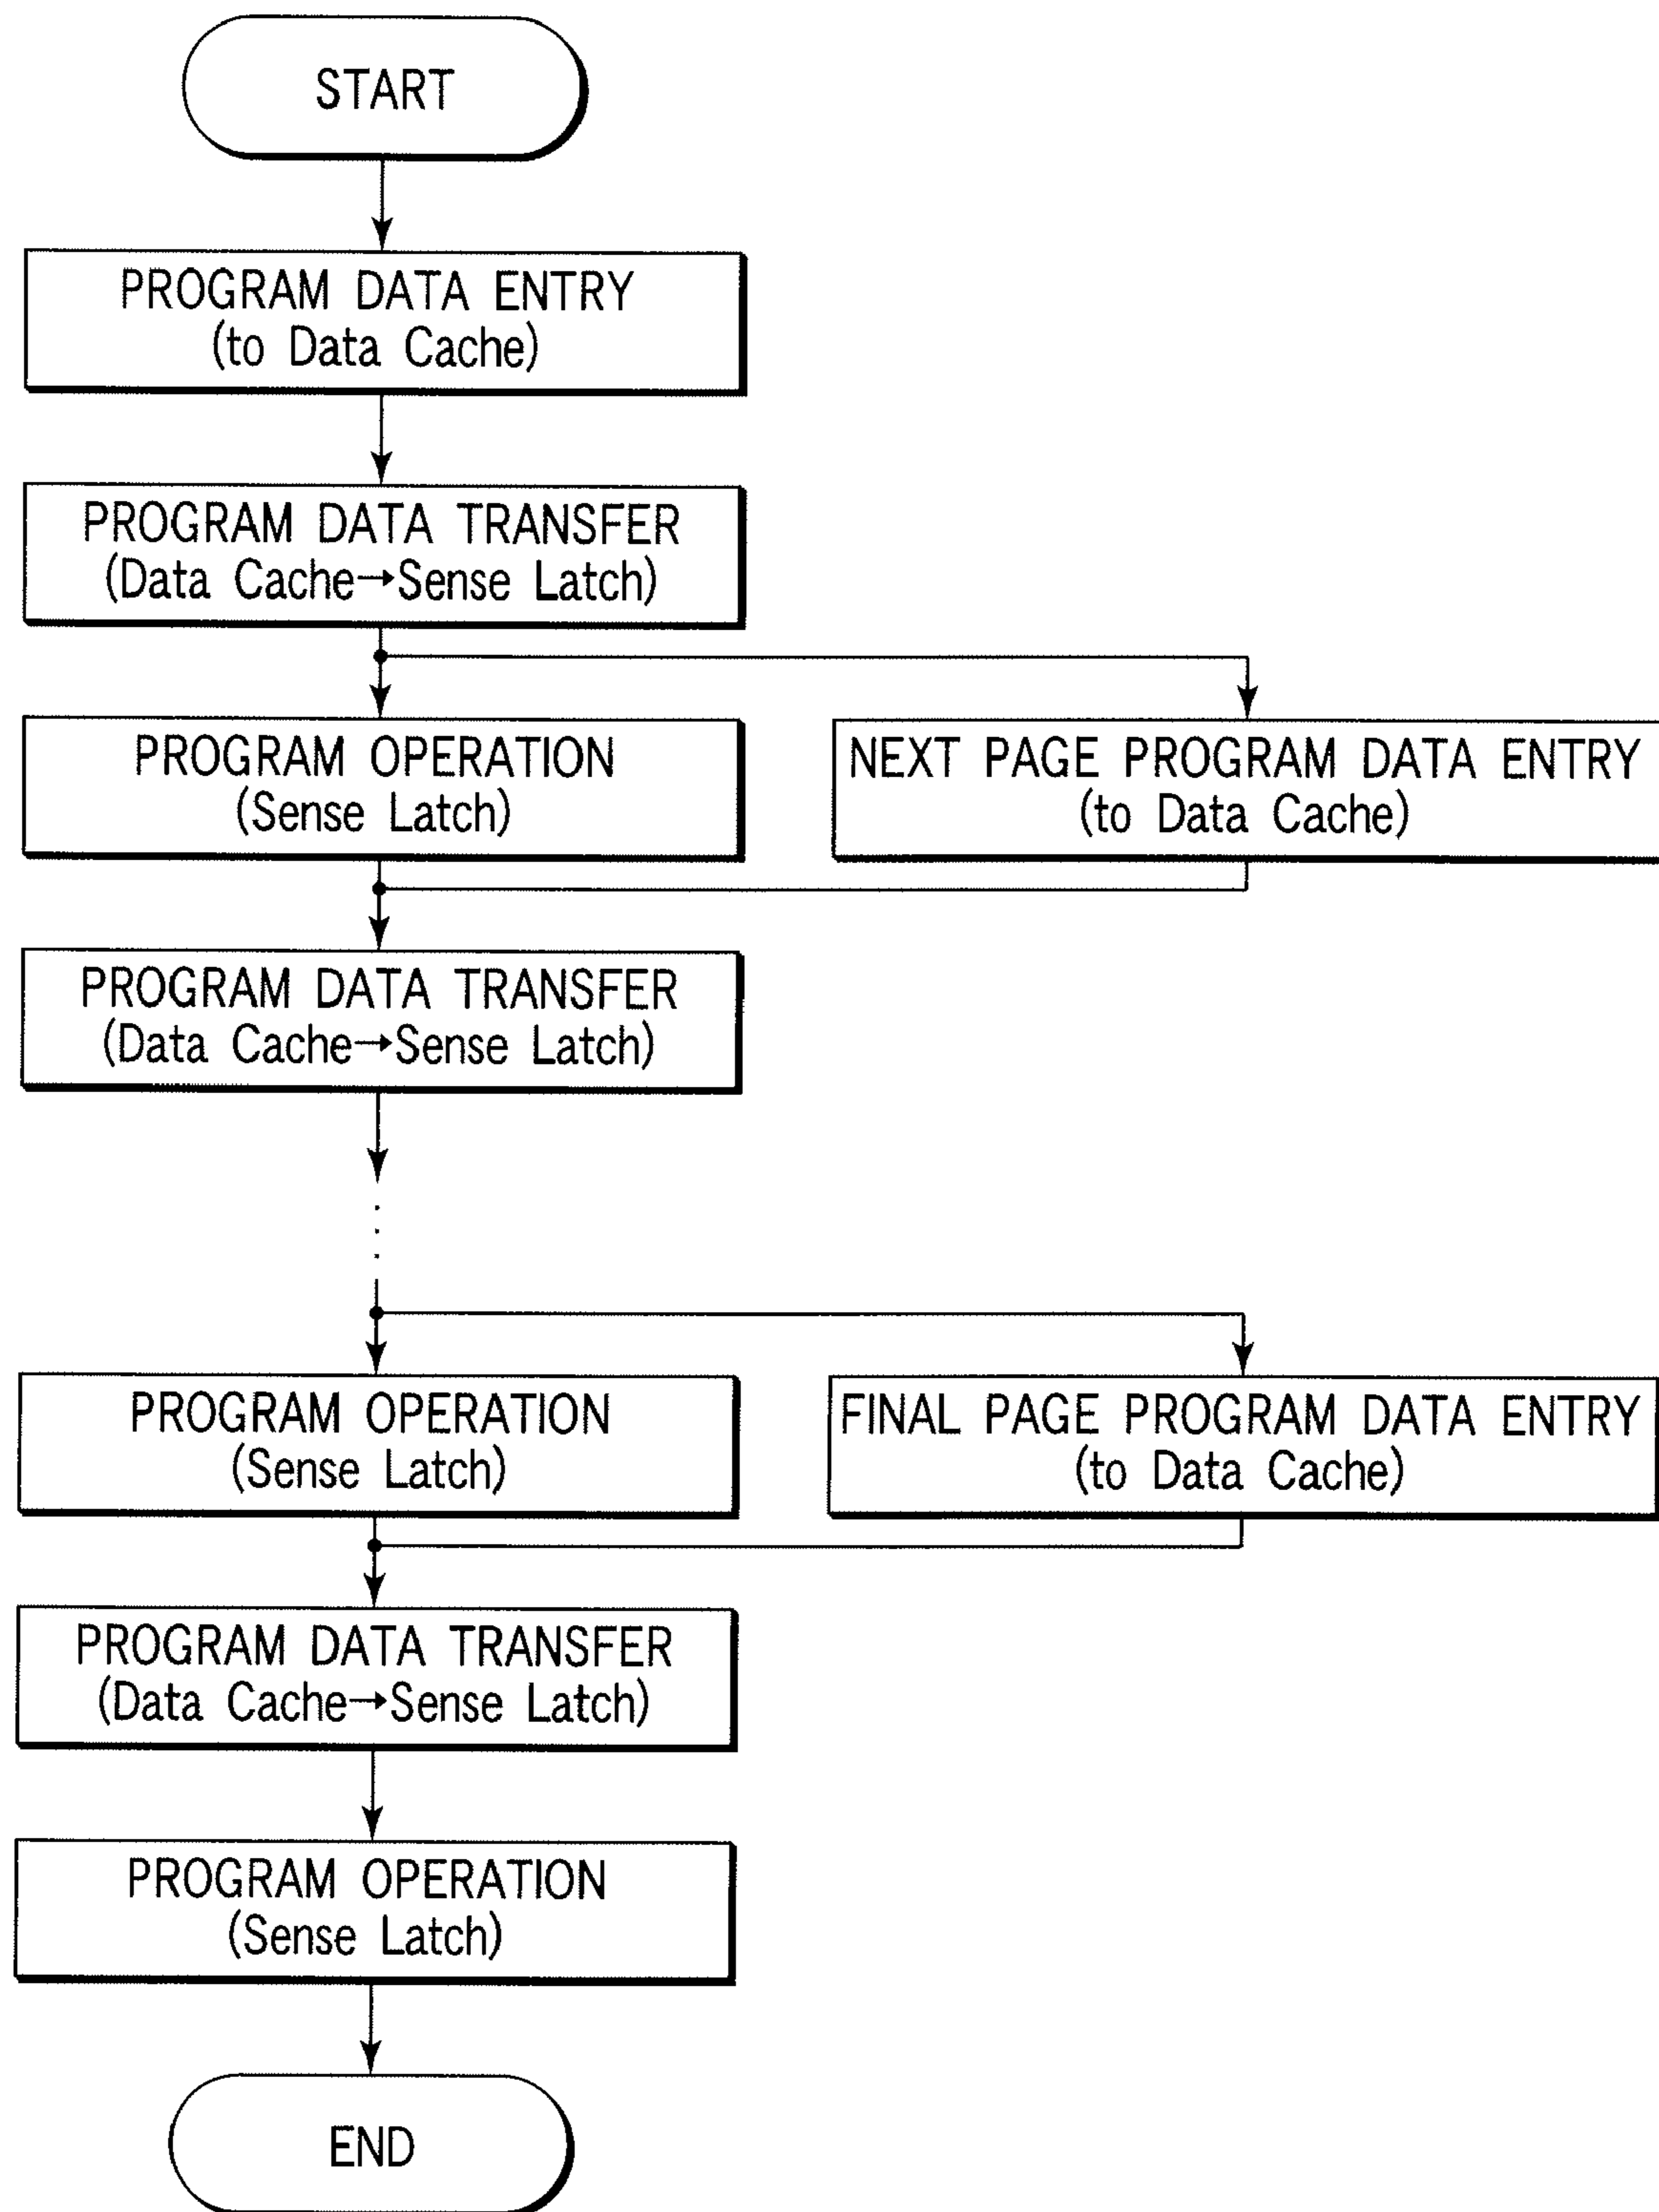 START
PROGRAM DATA ENTRY
(to Data Cache)
PROGRAM DATA TRANSFER
(Data Cache→Sense Latch)
PROGRAM OPERATION
(Sense Latch)
NEXT PAGE PROGRAM DATA ENTRY
(to Data Cache)
PROGRAM DATA TRANSFER
(Data Cache→Sense Latch)
PROGRAM OPERATION
(Sense Latch)
FINAL PAGE PROGRAM DATA ENTRY
(to Data Cache)
PROGRAM DATA TRANSFER
(Data Cache→Sense Latch)
PROGRAM OPERATION
(Sense Latch)
END